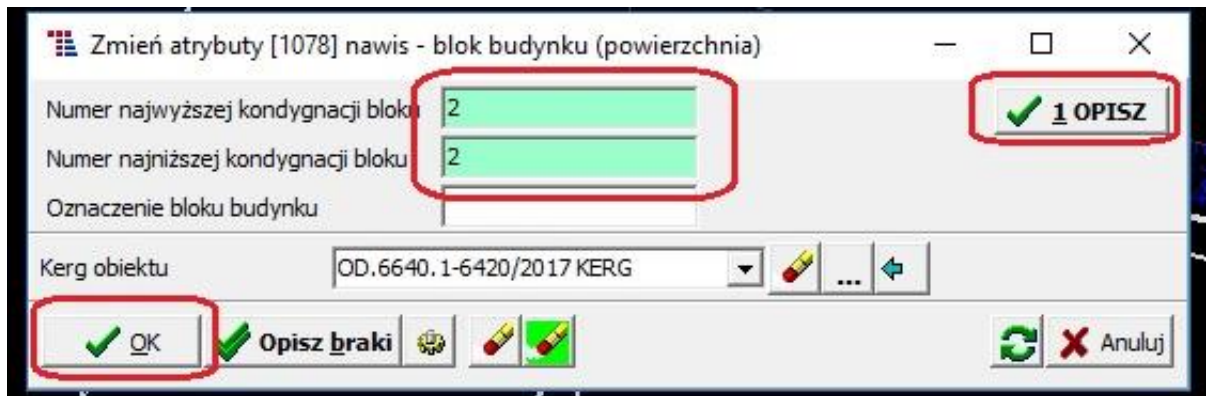 Zmień atrybuty [1078] nawis - blok budynku (powierzchnia)
Numer najwyższej kondygnacji bloku 2
1 OPISZ
Numer najniższej kondygnacji bloku 2
Oznaczenie bloku budynku
Kerg obiektu OD.6640.1-6420/2017 KERG ...
OK Opisz braki Anuluj